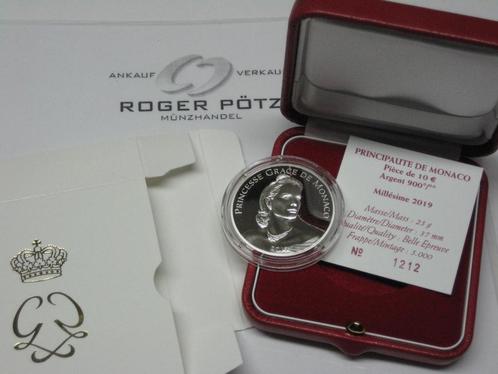 ANKAUF VERKAU
ROGER PÖTZ
MÜNZHANDEL
PRINCESSE GRACE DE MONACO
PRINCIPAUTE DE MONACO
Pièce de 10 €
Argent 900°/°°
Millésime 2019
Masse/Mass : 25 g
Diamètre/Diameter : 37 mm
Qualité/Quality : Belle Epreuve
Frappe/Mintage : 3.000
Nº 1212